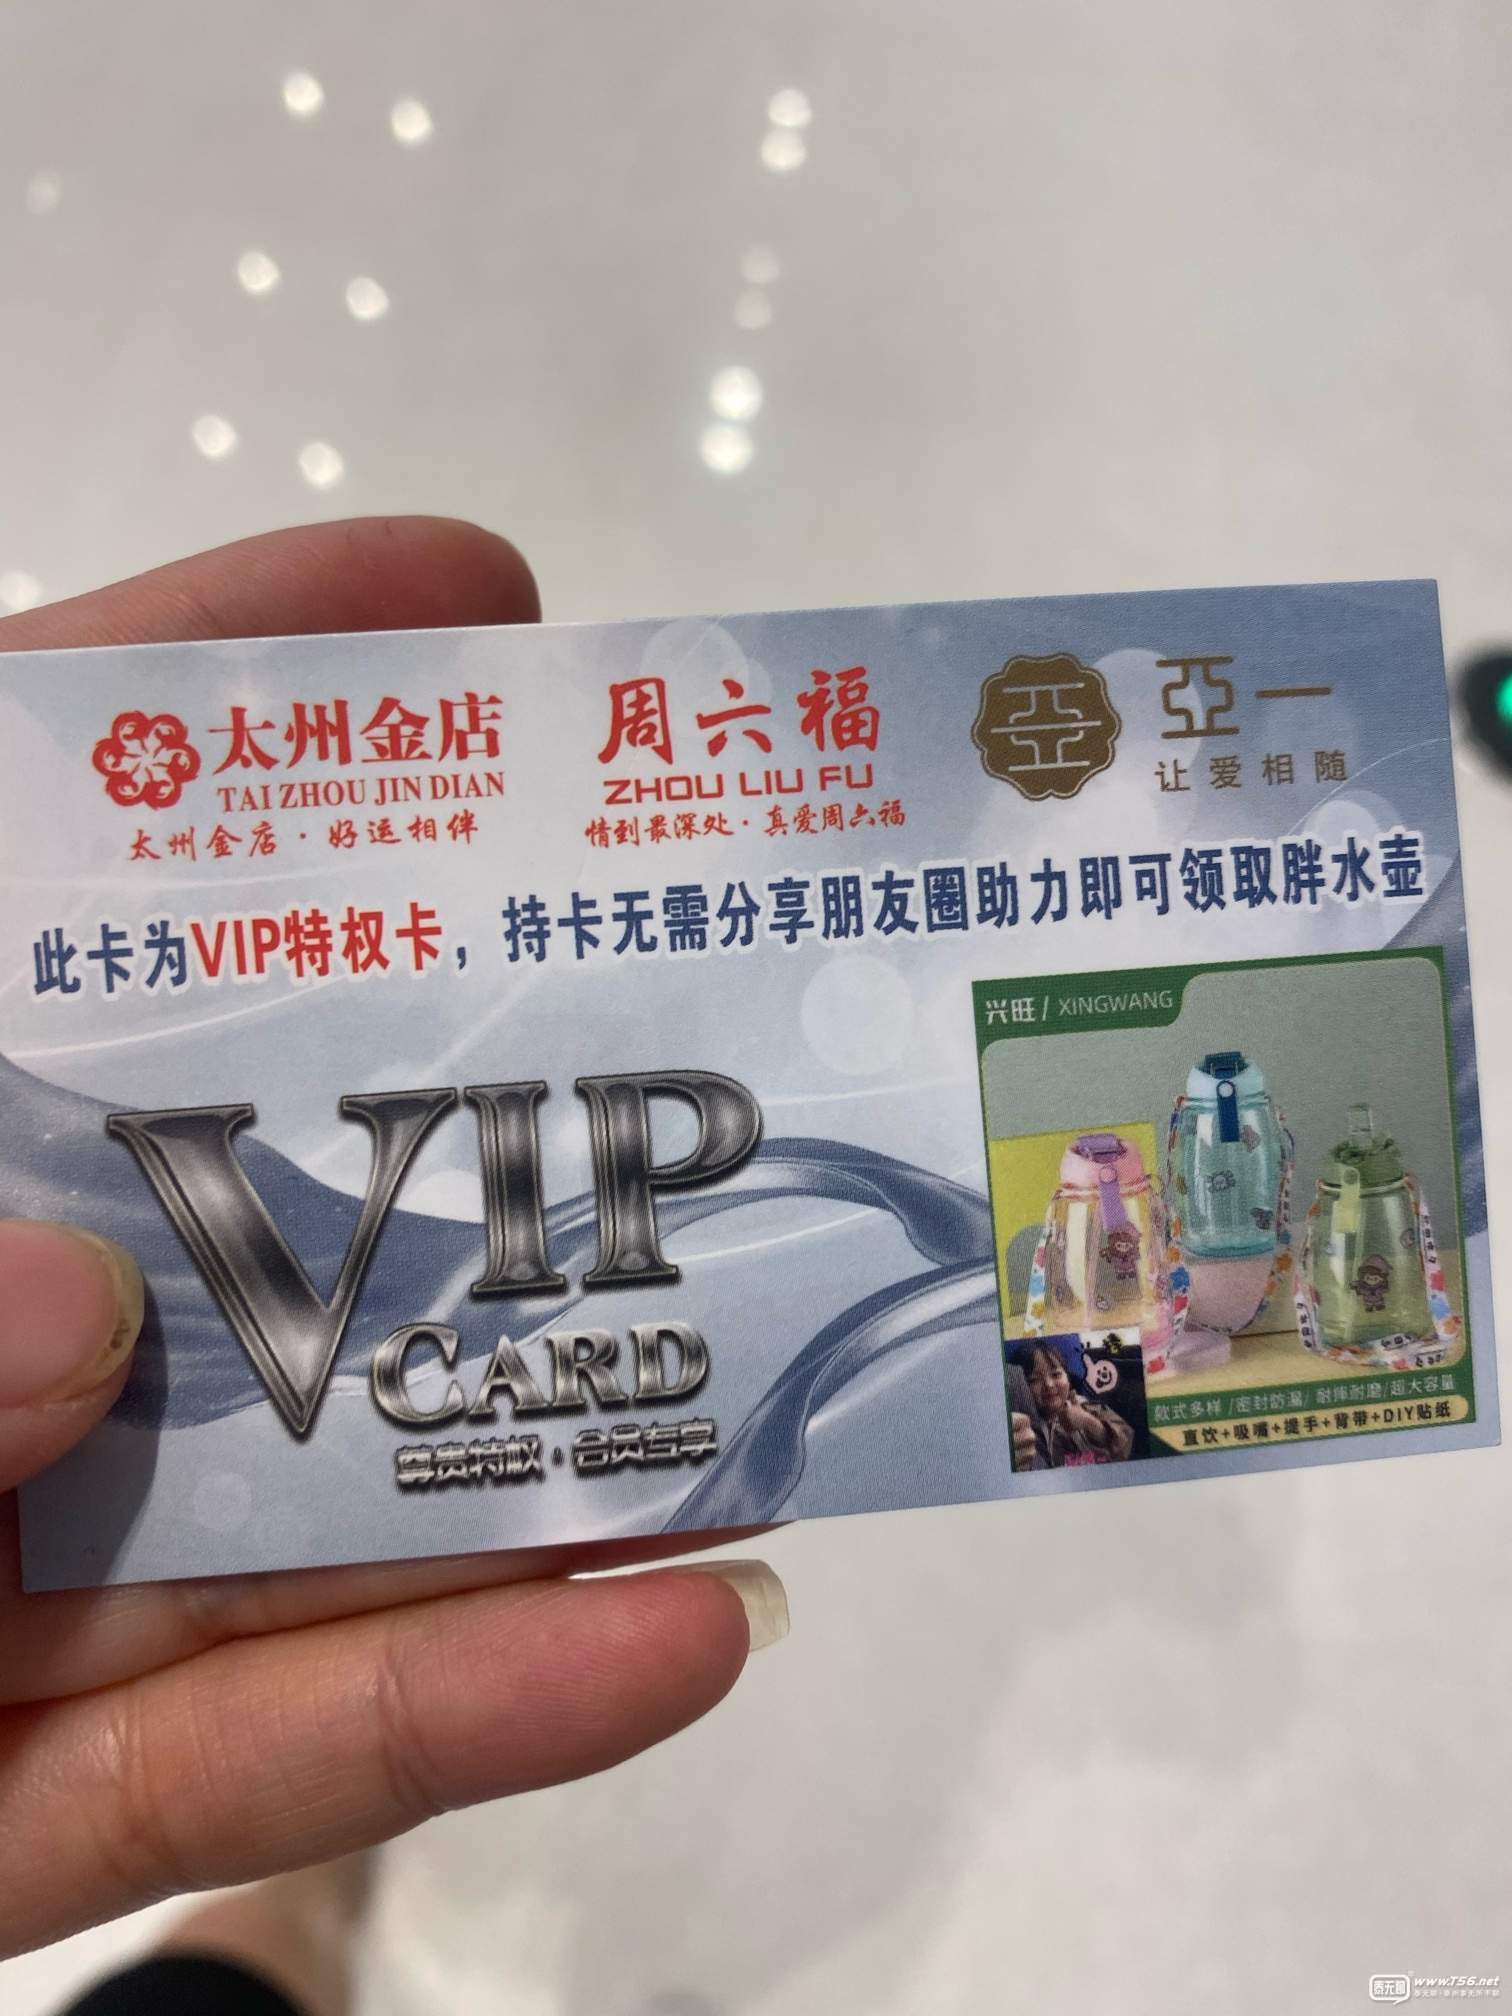 太州金店
TAI ZHOU JIN DIAN
太州金店·好运相伴
周六福
ZHOU LIU FU
情到最深处·真爱周六福
亞一
让爱相随
此卡为VIP特权卡，持卡无需分享朋友圈助力即可领取胖水壶
兴旺/XINGWANG
VIP
CARD
尊贵特权·会员专享
款式多样/密封防漏/耐摔耐磨/超大容量
直饮+吸嘴+提手+背带+DIY贴纸
泰无聊
www.T56.net